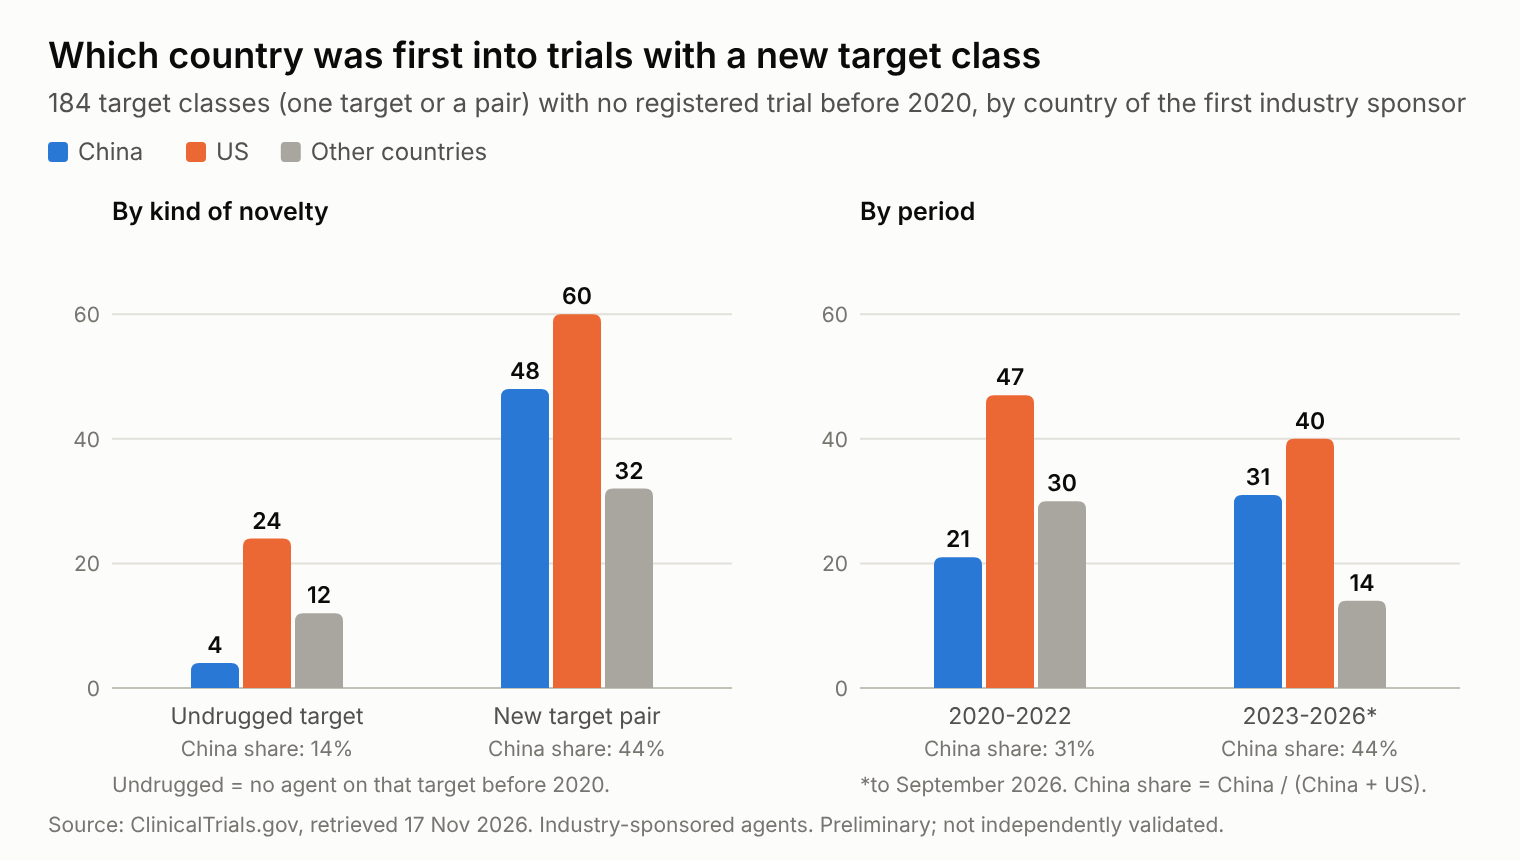 Which country was first into trials with a new target class
184 target classes (one target or a pair) with no registered trial before 2020, by country of the first industry sponsor
China US Other countries
By kind of novelty
60
40
20
0
4
24
12
48
60
32
Undrugged target
China share: 14%
New target pair
China share: 44%
Undrugged = no agent on that target before 2020.
By period
60
40
20
0
21
47
30
31
40
14
2020-2022
China share: 31%
2023-2026*
China share: 44%
*to September 2026. China share = China / (China + US).
Source: ClinicalTrials.gov, retrieved 17 Nov 2026. Industry-sponsored agents. Preliminary; not independently validated.